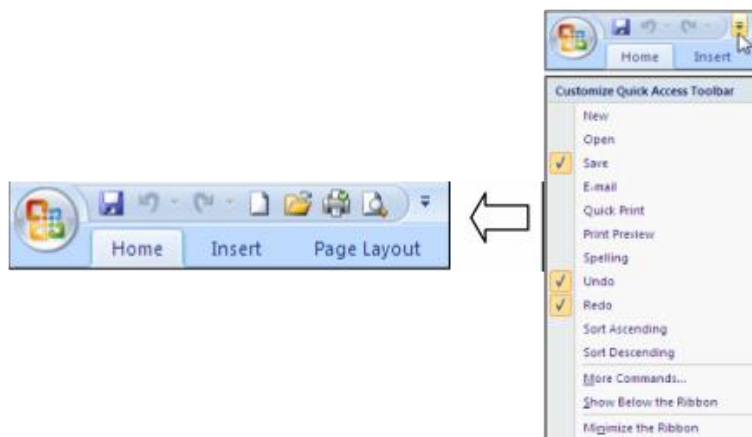 Home Insert
Customize Quick Access Toolbar
New
Open
Save
E-mail
Quick Print
Print Preview
Spelling
Undo
Redo
Sort Ascending
Sort Descending
More Commands...
Show Below the Ribbon
Minimize the Ribbon
Home Insert Page Layout